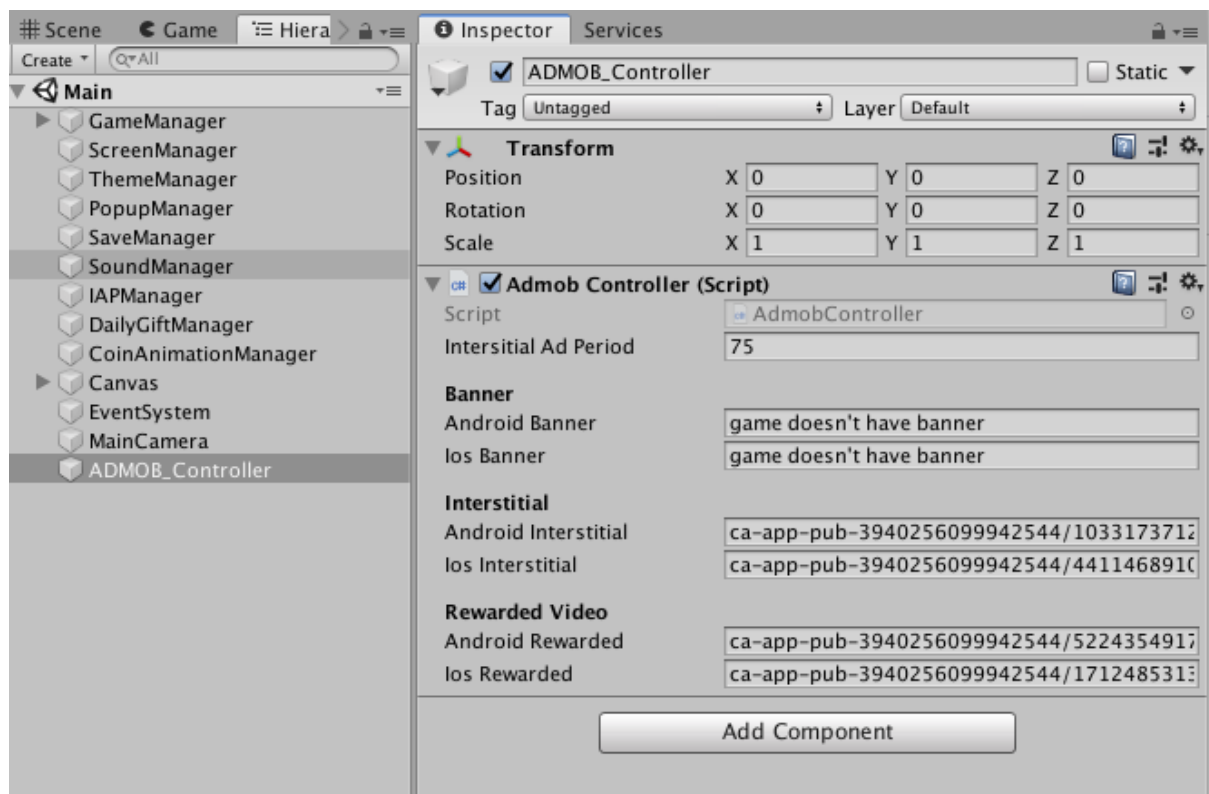 Scene Game Hiera
Create All
Main
GameManager
ScreenManager
ThemeManager
PopupManager
SaveManager
SoundManager
IAPManager
DailyGiftManager
CoinAnimationManager
Canvas
EventSystem
MainCamera
ADMOB_Controller
Inspector Services
ADMOB_Controller Static
Tag Untagged Layer Default
Transform
Position X 0 Y 0 Z 0
Rotation X 0 Y 0 Z 0
Scale X 1 Y 1 Z 1
Admob Controller (Script)
Script AdmobController
Intersitial Ad Period 75
Banner
Android Banner game doesn't have banner
Ios Banner game doesn't have banner
Interstitial
Android Interstitial ca-app-pub-3940256099942544/1033173712
Ios Interstitial ca-app-pub-3940256099942544/441146891
Rewarded Video
Android Rewarded ca-app-pub-3940256099942544/5224354917
Ios Rewarded ca-app-pub-3940256099942544/171248531
Add Component